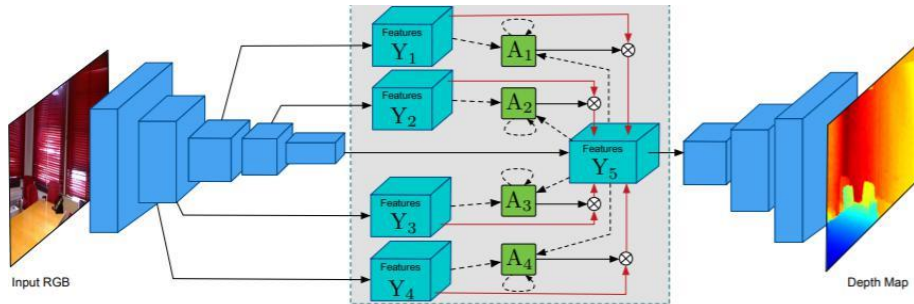 Features
Y1
A1
Features
Y2
A2
Features
Y5
Features
Y3
A3
Features
Y4
A4
Input RGB
Depth Map